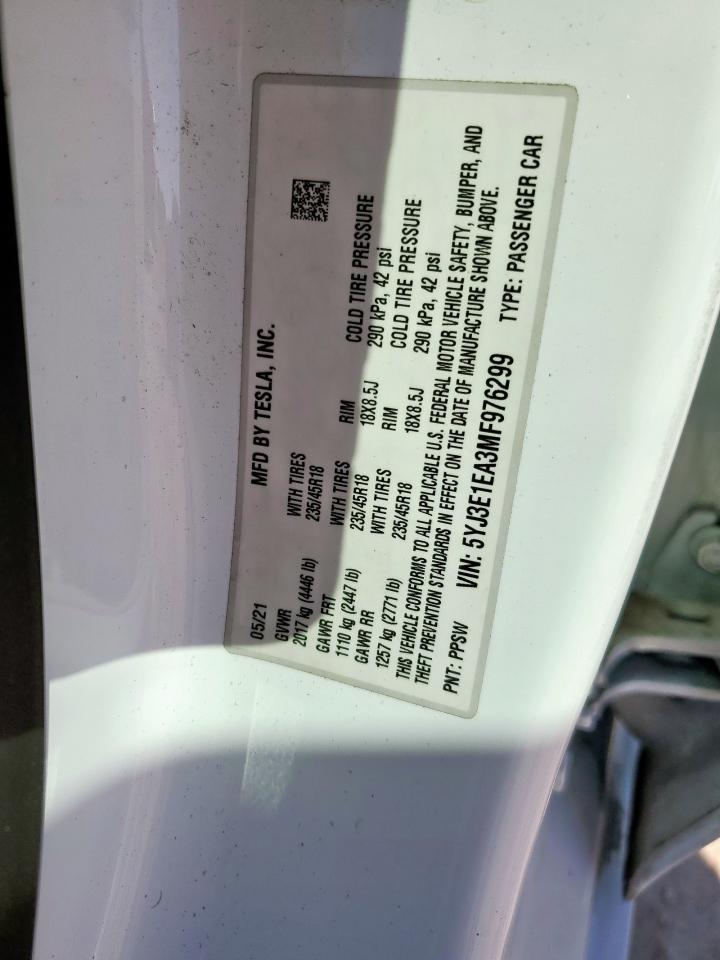 MFD BY TESLA, INC.
05/21
GVWR WITH TIRES RIM COLD TIRE PRESSURE
2017 kg (4446 lb) 235/45R18 18X8.5J 290 kPa, 42 psi
GAWR FRT WITH TIRES RIM COLD TIRE PRESSURE
1110 kg (2447 lb) 235/45R18 18X8.5J 290 kPa, 42 psi
GAWR RR WITH TIRES
1257 kg (2771 lb) 235/45R18
THIS VEHICLE CONFORMS TO ALL APPLICABLE U.S. FEDERAL MOTOR VEHICLE SAFETY, BUMPER, AND
THEFT PREVENTION STANDARDS IN EFFECT ON THE DATE OF MANUFACTURE SHOWN ABOVE.
PNT: PPSW VIN: 5YJ3E1EA3MF976299 TYPE: PASSENGER CAR